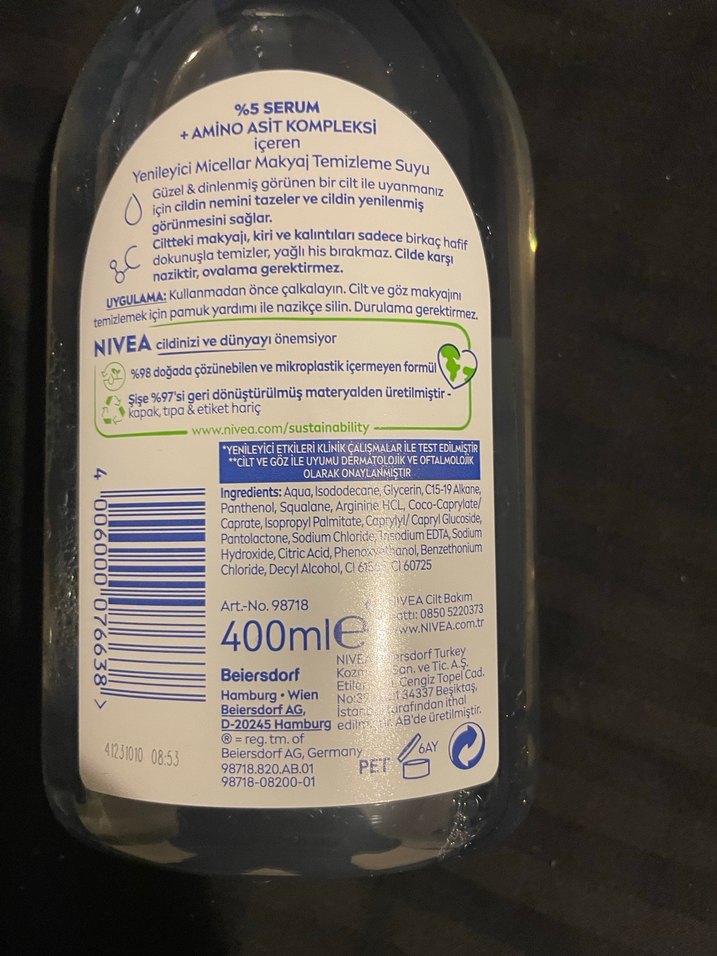 %5 SERUM
+ AMİNO ASİT KOMPLEKSİ
içeren
Yenileyici Micellar Makyaj Temizleme Suyu
Güzel & dinlenmiş görünen bir cilt ile uyanmanız
için cildin nemini tazeler ve cildin yenilenmiş
görünmesini sağlar.
Ciltteki makyajı, kiri ve kalıntıları sadece birkaç hafif
dokunuşla temizler, yağlı his bırakmaz. Cilde karşı
naziktir, ovalama gerektirmez.
UYGULAMA: Kullanmadan önce çalkalayın. Cilt ve göz makyajını
temizlemek için pamuk yardımı ile nazikçe silin. Durulama gerektirmez.
NIVEA cildinizi ve dünyayı önemsiyor
%98 doğada çözünebilen ve mikroplastik içermeyen formül
Şişe %97'si geri dönüştürülmüş materyalden üretilmiştir -
kapak, tıpa & etiket hariç
www.nivea.com/sustainability
*YENİLEYİCİ ETKİLERİ KLİNİK ÇALIŞMALAR İLE TEST EDİLMİŞTİR
**CİLT VE GÖZ İLE UYUMU DERMATOLOJİK VE OFTALMOLOJİK
OLARAK ONAYLANMIŞTIR
Ingredients: Aqua, Isododecane, Glycerin, C15-19 Alkane,
Panthenol, Squalane, Arginine HCL, Coco-Caprylate/
Caprate, Isopropyl Palmitate, Caprylyl/ Capryl Glucoside,
Pantolactone, Sodium Chloride, Trisodium EDTA, Sodium
Hydroxide, Citric Acid, Phenoxyethanol, Benzethonium
Chloride, Decyl Alcohol, CI CI 60725
4 006000 076638 >
Art.-No. 98718
400ml e
Beiersdorf
Hamburg • Wien
Beiersdorf AG,
D-20245 Hamburg
® = reg. tm. of
Beiersdorf AG, Germany
98718.820.AB.01
98718-08200-01
NIVEA Cilt Bakım
0850 5220373
www.NIVEA.com.tr
NIVEA Beiersdorf Turkey
Kozm San. ve Tic. A.Ş.
Etiler Cengiz Topel Cad.
34337 Beşiktaş,
İstanbul tarafından ithal
AB'de üretilmiştir.
PET
6AY
41231010 08:53